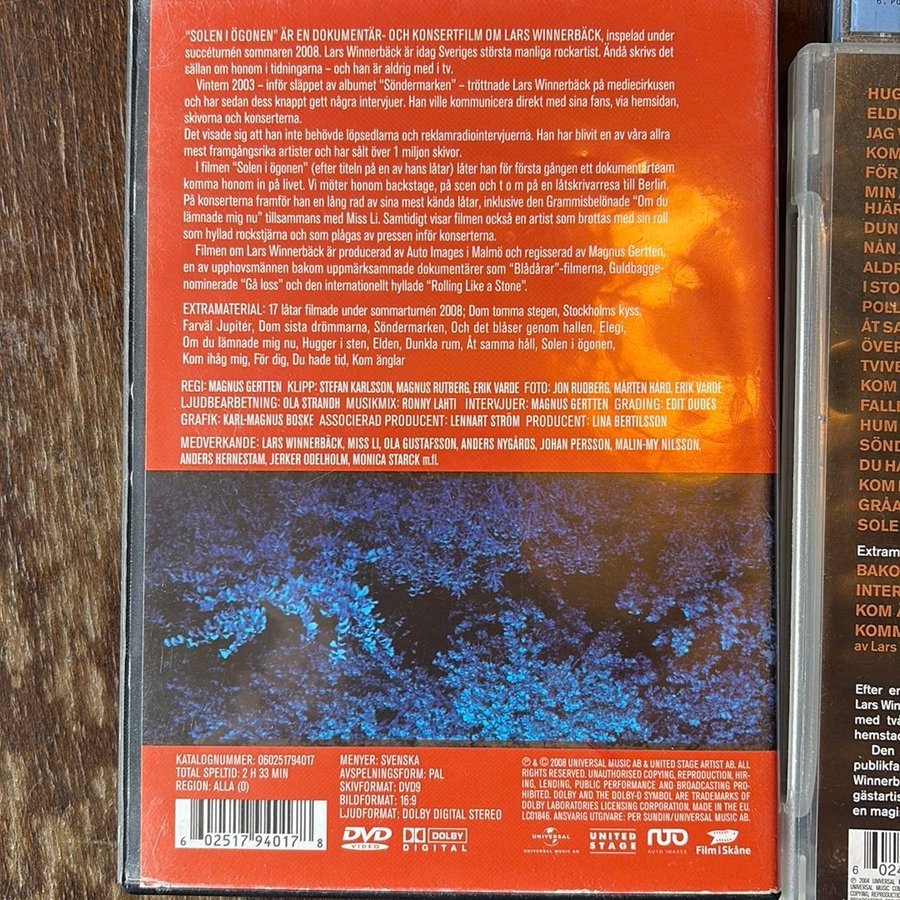 "SOLEN I ÖGONEN" ÄR EN DOKUMENTÄR- OCH KONSERTFILM OM LARS WINNERBÄCK, inspelad under
succéturnén sommaren 2008. Lars Winnerbäck är idag Sveriges största manliga rockartist. Ändå skrivs det
sällan om honom i tidningarna – och han är aldrig med i tv.
Vintern 2003 – inför släppet av albumet "Söndermarken" – tröttnade Lars Winnerbäck på mediecirkusen
och har sedan dess knappt gett några intervjuer. Han ville kommunicera direkt med sina fans, via hemsidan,
skivorna och konserterna.
Det visade sig att han inte behövde löpsedlarna och reklamradiointervjuerna. Han har blivit en av våra allra
mest framgångsrika artister och har sålt över 1 miljon skivor.
I filmen "Solen i ögonen" (efter titeln på en av hans låtar) låter han för första gången ett dokumentärteam
komma honom in på livet. Vi möter honom backstage, på scen och t o m på en låtskrivarresa till Berlin.
På konserterna framför han en lång rad av sina mest kända låtar, inklusive den Grammisbelönade "Om du
lämnade mig nu" tillsammans med Miss Li. Samtidigt visar filmen också en artist som brottas med sin roll
som hyllad rockstjärna och som plågas av pressen inför konserterna.
Filmen om Lars Winnerbäck är producerad av Auto Images i Malmö och regisserad av Magnus Gertten,
en av upphovsmännen bakom uppmärksammade dokumentärer som "Blådårar"-filmerna, Guldbagge-
nominerade "Gå loss" och den internationellt hyllade "Rolling Like a Stone".
EXTRAMATERIAL: 17 låtar filmade under sommarturnén 2008; Dom tomma stegen, Stockholms kyss,
Farväl Jupiter, Dom sista drömmarna, Söndermarken, Och det blåser genom hallen, Elegi,
Om du lämnade mig nu, Hugger i sten, Elden, Dunkla rum, Åt samma håll, Solen i ögonen,
Kom ihåg mig, För dig, Du hade tid, Kom änglar
REGI: MAGNUS GERTTEN KLIPP: STEFAN KARLSSON, MAGNUS RUTBERG, ERIK VARDE FOTO: JON RUDBERG, MÅRTEN HÅRD, ERIK VARDE
LJUDBEARBETNING: OLA STRANDH MUSIKMIX: RONNY LAHTI INTERVJUER: MAGNUS GERTTEN GRADING: EDIT DUDES
GRAFIK: KARL-MAGNUS BOSKE ASSOCIERAD PRODUCENT: LENNART STRÖM PRODUCENT: LINA BERTILSSON
MEDVERKANDE: LARS WINNERBÄCK, MISS LI, OLA GUSTAFSSON, ANDERS NYGÅRDS, JOHAN PERSSON, MALIN-MY NILSSON,
ANDERS HERNESTAM, JERKER ODELHOLM, MONICA STARCK m.fl.
KATALOGNUMMER: 060251794017
TOTAL SPELTID: 2 H 33 MIN
REGION: ALLA (0)
6 02517 94017 8
MENYER: SVENSKA
AVSPELNINGSFORM: PAL
SKIVFORMAT: DVD9
BILDFORMAT: 16:9
LJUDFORMAT: DOLBY DIGITAL STEREO
DVD VIDEO
DOLBY DIGITAL
℗ & © 2008 UNIVERSAL MUSIC AB & UNITED STAGE ARTIST AB. ALL
RIGHTS RESERVED. UNAUTHORISED COPYING, REPRODUCTION, HIR-
ING, LENDING, PUBLIC PERFORMANCE AND BROADCASTING PRO-
HIBITED. DOLBY AND THE DOUBLE-D SYMBOL ARE TRADEMARKS OF
DOLBY LABORATORIES LICENSING CORPORATION. MADE IN THE EU.
LC01846. ANSVARIG UTGIVARE: PER SUNDIN/UNIVERSAL MUSIC AB.
UNIVERSAL
UNIVERSAL MUSIC AB
UNITED STAGE
AUTO IMAGES
Film i Skåne
HUG
ELDE
JAG V
KOM
FÖR
MIN
HJÄR
DUN
NÅN
ALDR
I STO
POLL
ÅT SA
ÖVER
TVIVE
KOM
FALLE
HUM
SÖND
DU HA
KOM
GRÅA
SOLE
Extram
BAKO
INTER
KOM
KOMM
av Lars
Efter en
Lars Win
med två
hemstad
Den
publikfa
Winnerb
gästartis
en magis
6 024